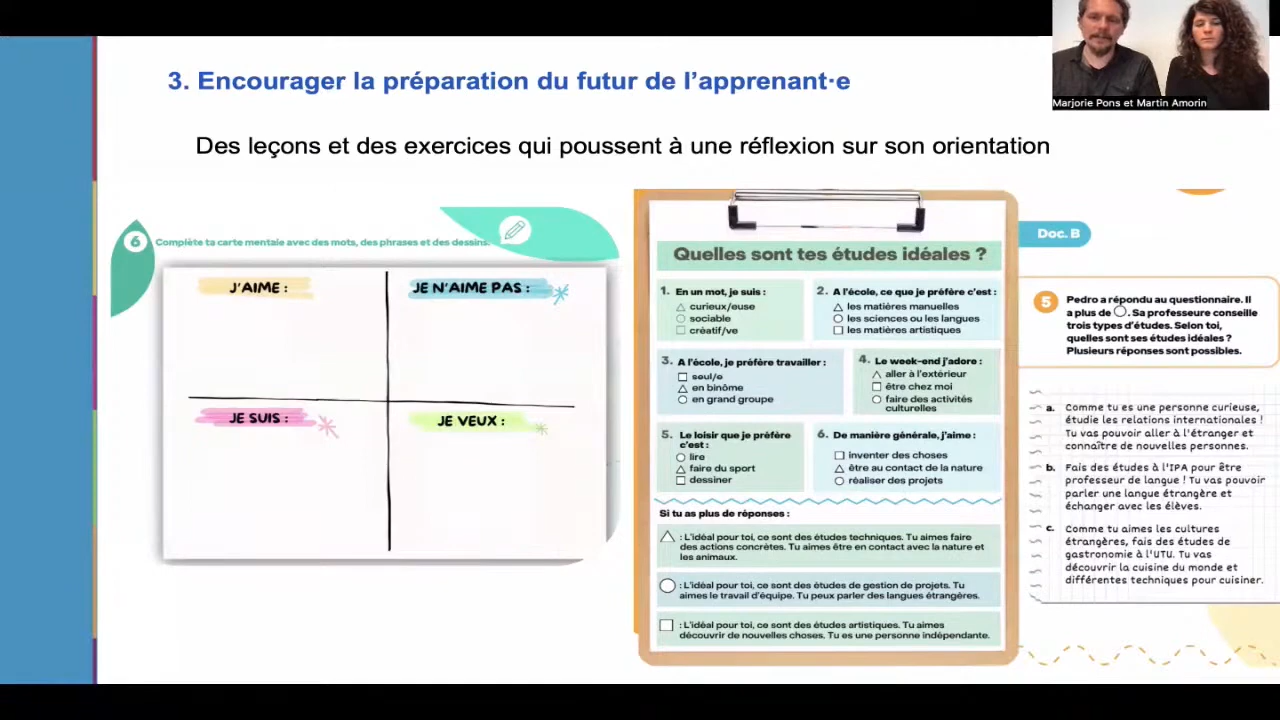 Marjorie Pons et Martin Amorin
3. Encourager la préparation du futur de l'apprenant·e
Des leçons et des exercices qui poussent à une réflexion sur son orientation
6 Complète ta carte mentale avec des mots, des phrases et des dessins.
J'AIME :
JE N'AIME PAS :
JE SUIS :
JE VEUX :
Quelles sont tes études idéales ?
1. En un mot, je suis :
curieux/euse
sociable
créatif/ve
2. A l'école, ce que je préfère c'est :
les matières manuelles
les sciences ou les langues
les matières artistiques
3. A l'école, je préfère travailler :
seul/e
en binôme
en grand groupe
4. Le week-end j'adore :
aller à l'extérieur
être chez moi
faire des activités
culturelles
5. Le loisir que je préfère
c'est :
lire
faire du sport
dessiner
6. De manière générale, j'aime :
inventer des choses
être au contact de la nature
réaliser des projets
Si tu as plus de réponses :
: L'idéal pour toi, ce sont des études techniques. Tu aimes faire
des actions concrètes. Tu aimes être en contact avec la nature et
les animaux.
: L'idéal pour toi, ce sont des études de gestion de projets. Tu
aimes le travail d'équipe. Tu peux parler des langues étrangères.
: L'idéal pour toi, ce sont des études artistiques. Tu aimes
découvrir de nouvelles choses. Tu es une personne indépendante.
Doc. B
5 Pedro a répondu au questionnaire. Il
a plus de ◯. Sa professeure conseille
trois types d'études. Selon toi,
quelles sont ses études idéales ?
Plusieurs réponses sont possibles.
a. Comme tu es une personne curieuse,
étudie les relations internationales !
Tu vas pouvoir aller à l'étranger et
connaître de nouvelles personnes.
b. Fais des études à l'IPA pour être
professeur de langue ! Tu vas pouvoir
parler une langue étrangère et
échanger avec les élèves.
c. Comme tu aimes les cultures
étrangères, fais des études de
gastronomie à l'UTU. Tu vas
découvrir la cuisine du monde et
différentes techniques pour cuisiner.